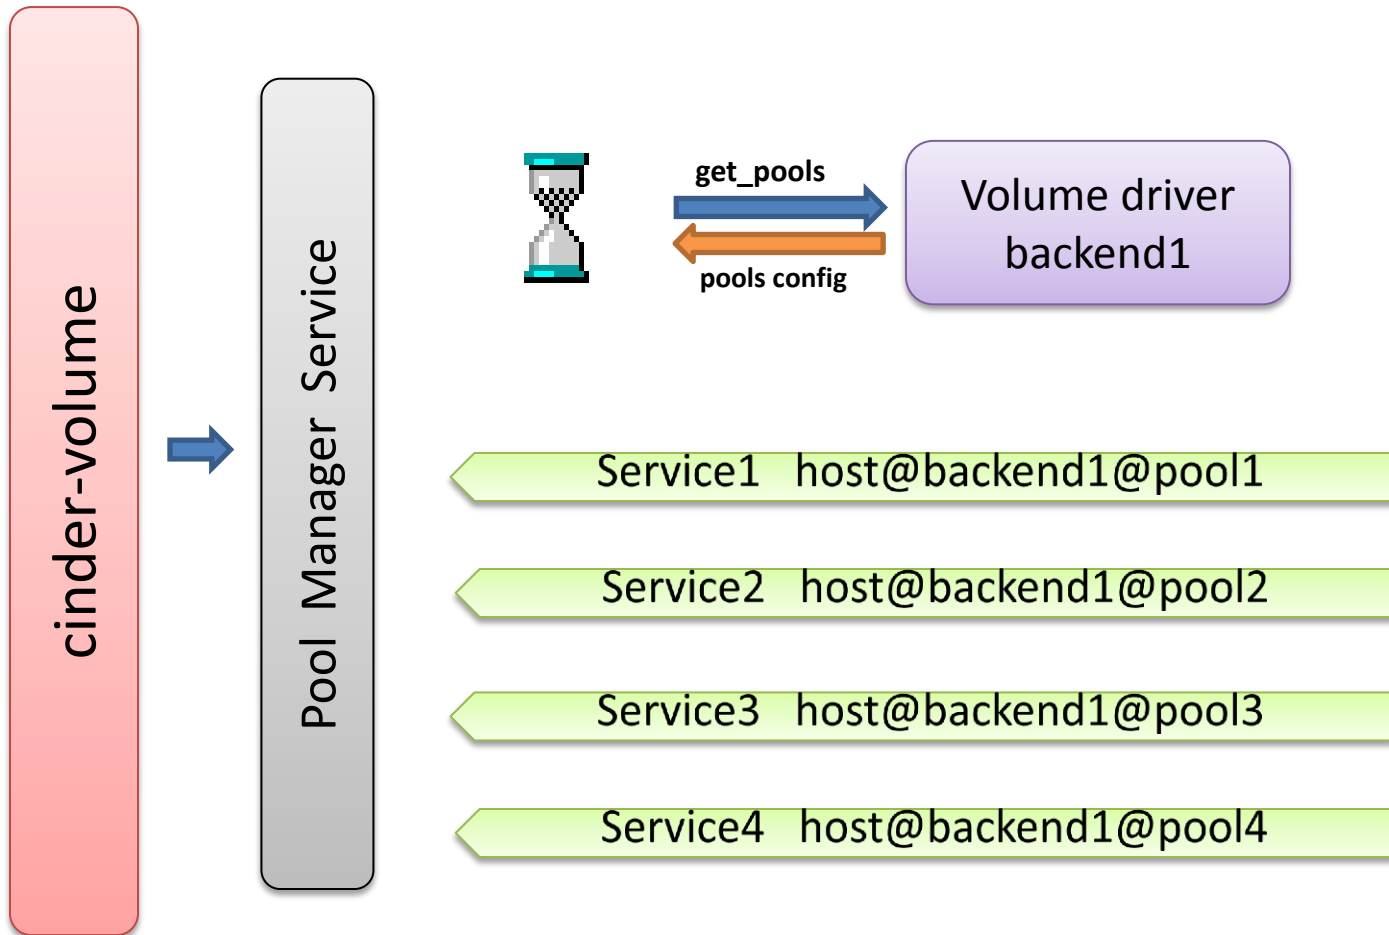 cinder-volume
Pool Manager Service
get_pools
pools config
Volume driver
backend1
Service1 host@backend1@pool1
Service2 host@backend1@pool2
Service3 host@backend1@pool3
Service4 host@backend1@pool4